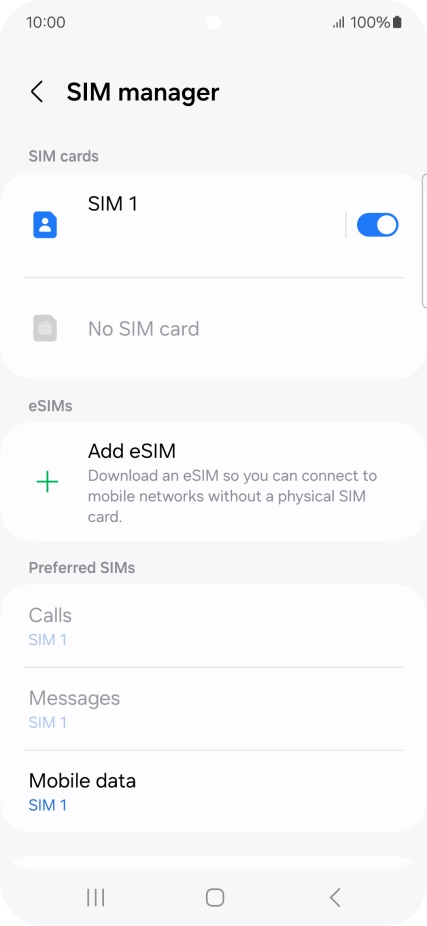 10:00
100%
SIM manager
SIM cards
SIM 1
No SIM card
eSIMs
Add eSIM
Download an eSIM so you can connect to
mobile networks without a physical SIM
card.
Preferred SIMs
Calls
SIM 1
Messages
SIM 1
Mobile data
SIM 1